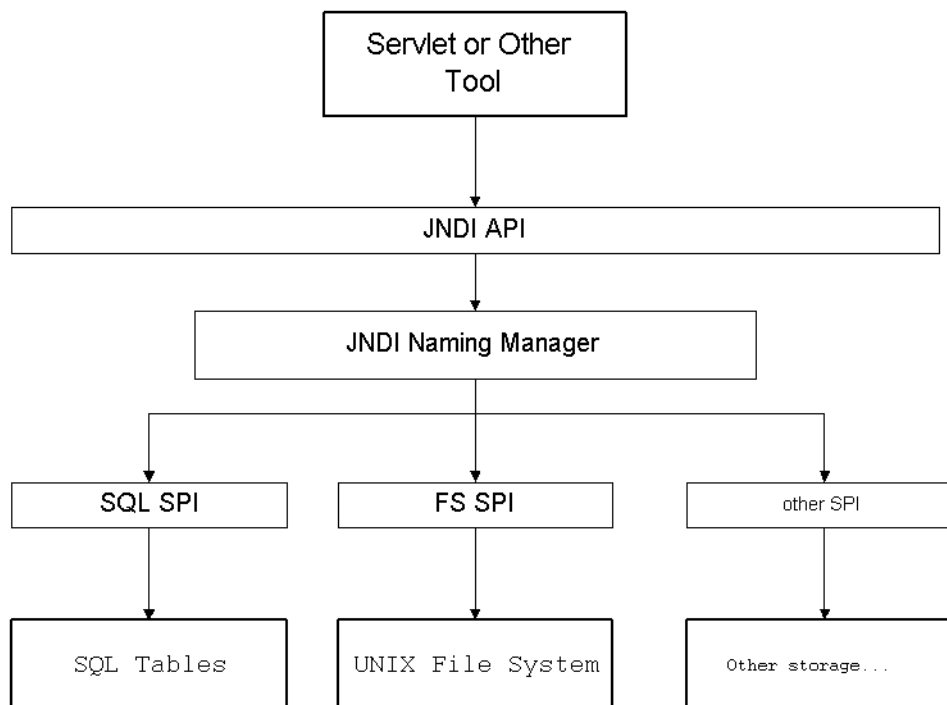 Servlet or Other
Tool
JNDI API
JNDI Naming Manager
SQL SPI
FS SPI
other SPI
SQL Tables
UNIX File System
Other storage...